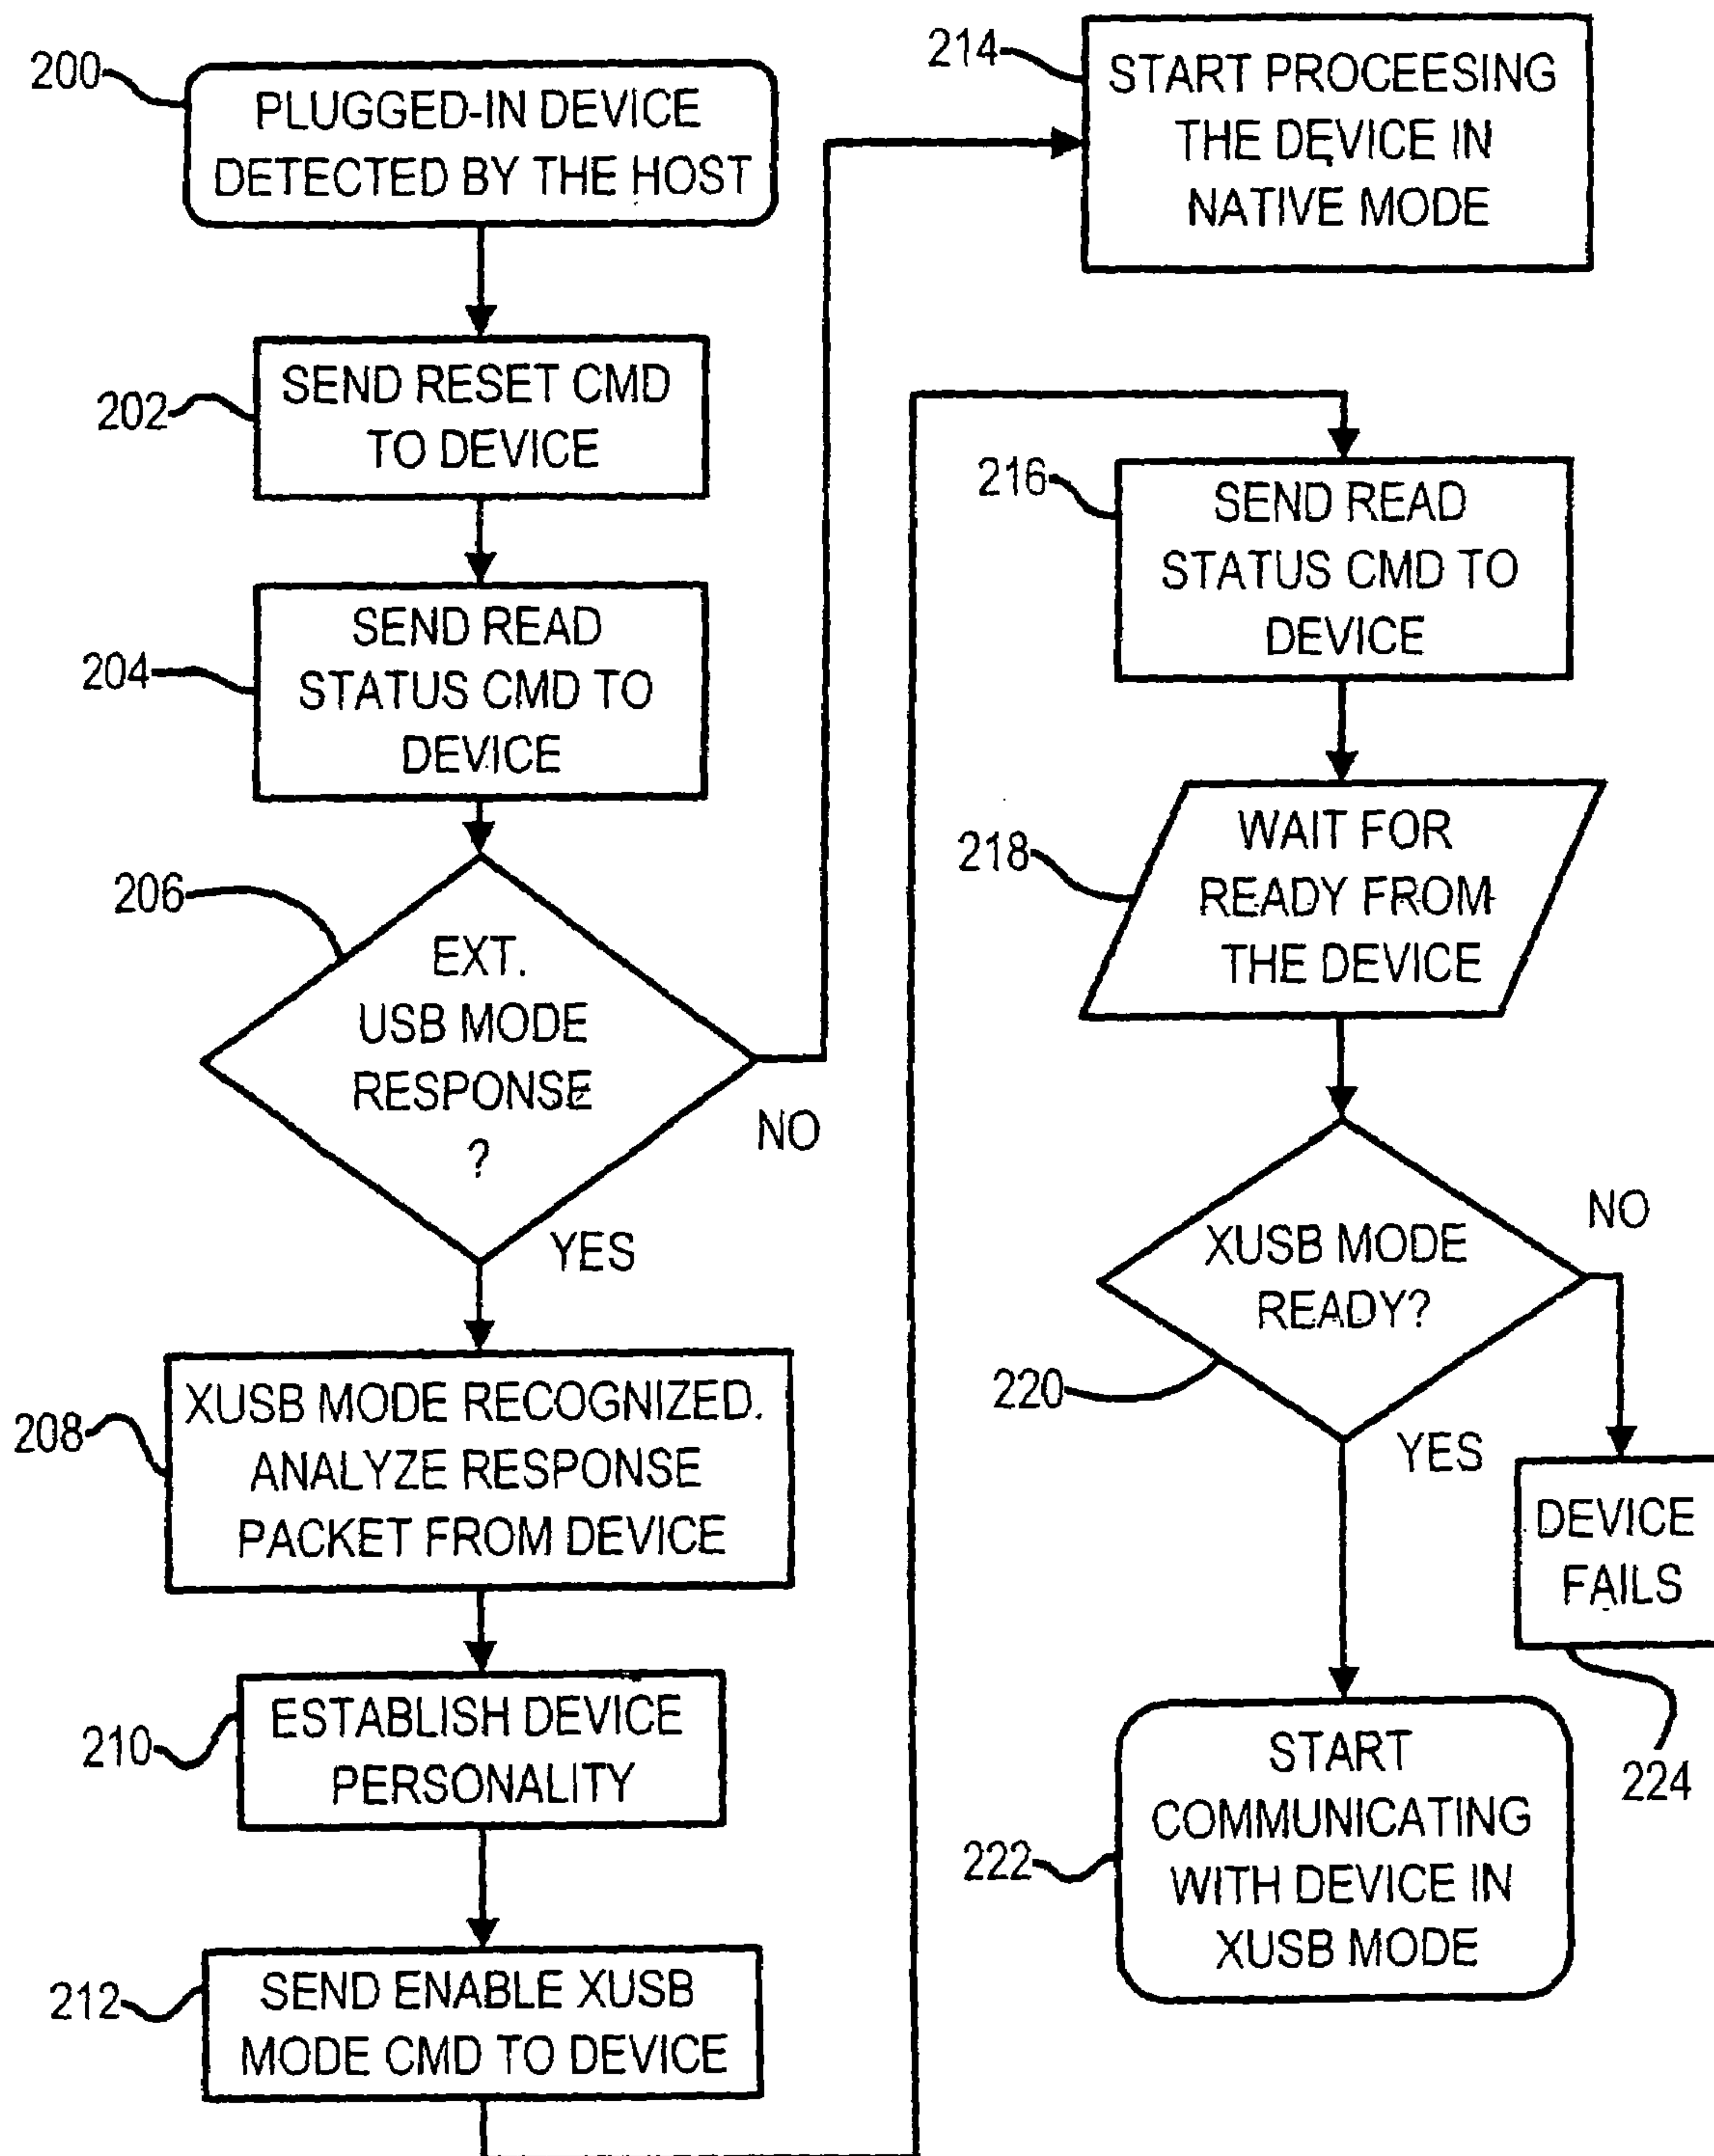 200
PLUGGED-IN DEVICE
DETECTED BY THE HOST
202
SEND RESET CMD
TO DEVICE
204
SEND READ
STATUS CMD TO
DEVICE
206
EXT.
USB MODE
RESPONSE
?
NO
YES
208
XUSB MODE RECOGNIZED.
ANALYZE RESPONSE
PACKET FROM DEVICE
210
ESTABLISH DEVICE
PERSONALITY
212
SEND ENABLE XUSB
MODE CMD TO DEVICE
214
START PROCEESING
THE DEVICE IN
NATIVE MODE
216
SEND READ
STATUS CMD TO
DEVICE
218
WAIT FOR
READY FROM
THE DEVICE
220
XUSB MODE
READY?
NO
YES
DEVICE
FAILS
224
222
START
COMMUNICATING
WITH DEVICE IN
XUSB MODE